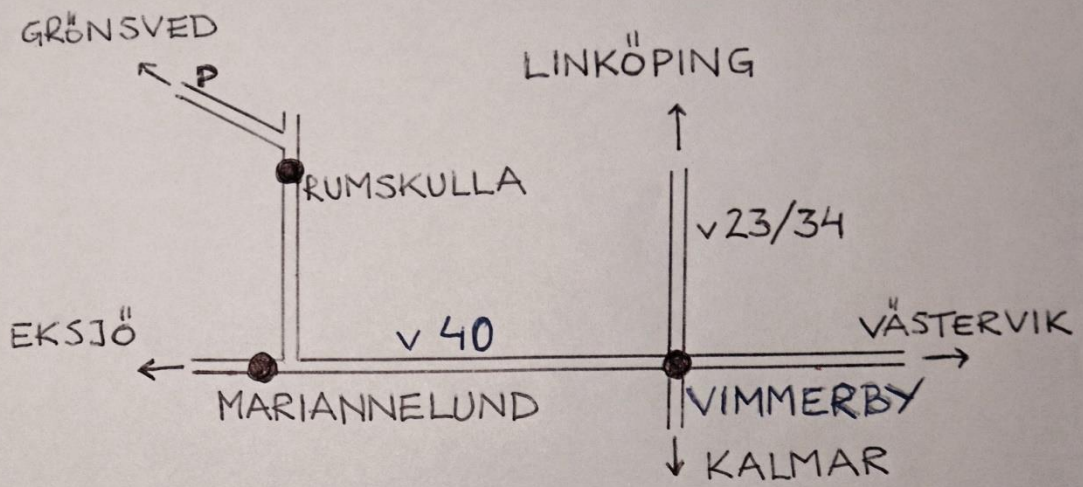 GRÖNSVED
P
LINKÖPING
RUMSKULLA
v 23/34
EKSJÖ
v 40
VÄSTERVIK
MARIANNELUND
VIMMERBY
KALMAR